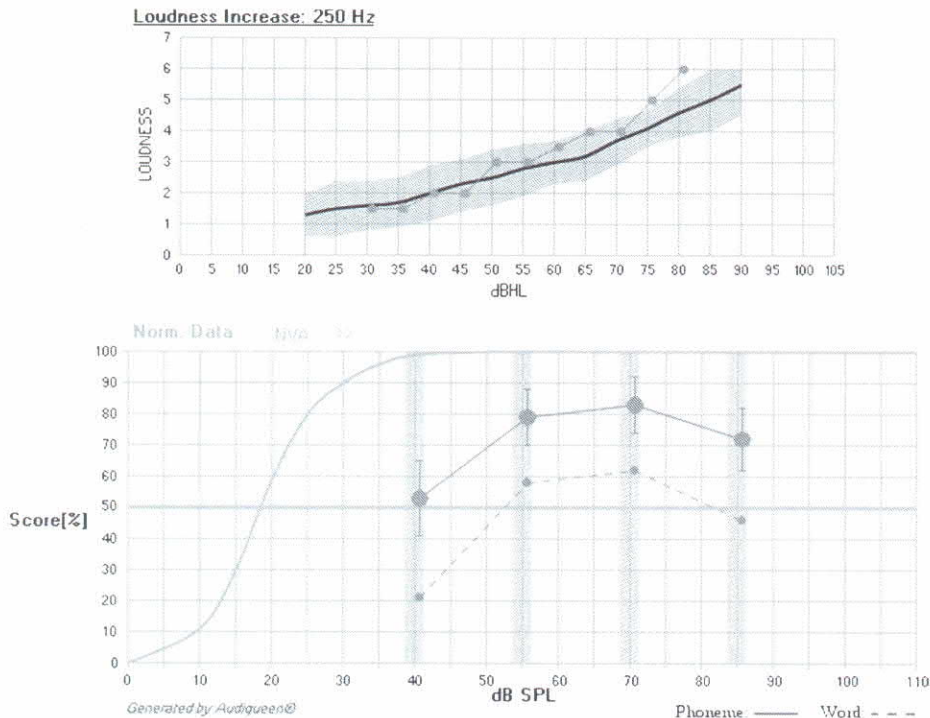 Loudness Increase: 250 Hz
7
6
5
4
3
2
1
0
LOUDNESS
0 5 10 15 20 25 30 35 40 45 50 55 60 65 70 75 80 85 90 95 100 105
dBHL
Norm. Data
100
90
80
70
60
50
40
30
20
10
0
Score[%]
0 10 20 30 40 50 60 70 80 90 100 110
dB SPL
Generated by Audiqueen®
Phoneme Word